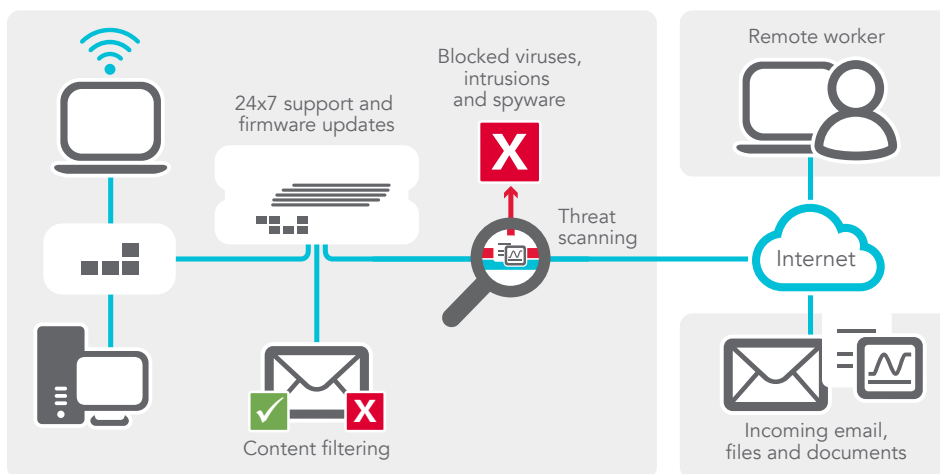 Blocked viruses,
intrusions
and spyware
24x7 support and
firmware updates
X
Threat
scanning
X
Content filtering
Remote worker
Internet
Incoming email,
files and documents